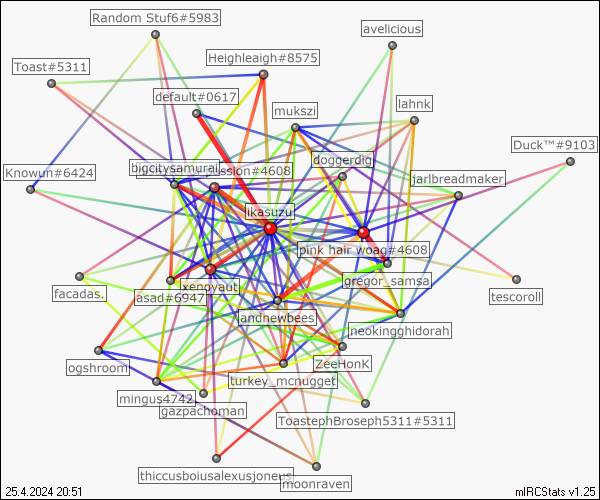 Random Stuf6#5983
avelicious
Heighleaigh#8575
Toast#5311
default#0617
mukszi
lahnk
Duck™#9103
doggerdig
bigcitysamurai
ssion#4608
Knowun#6424
jarlbreadmaker
likasuzu
pink hair woag#4608
gregor_samsa
xenoyaut
asad#6947
facadas.
tescoroll
andnewbees
neokingghidorah
ogshroom
ZeeHonK
turkey_mcnugget
mingus4742
gazpachoman
ToastephBroseph5311#5311
thiccusboiusalexusjoneus
moonraven
25.4.2024 20:51
mIRCStats v1.25